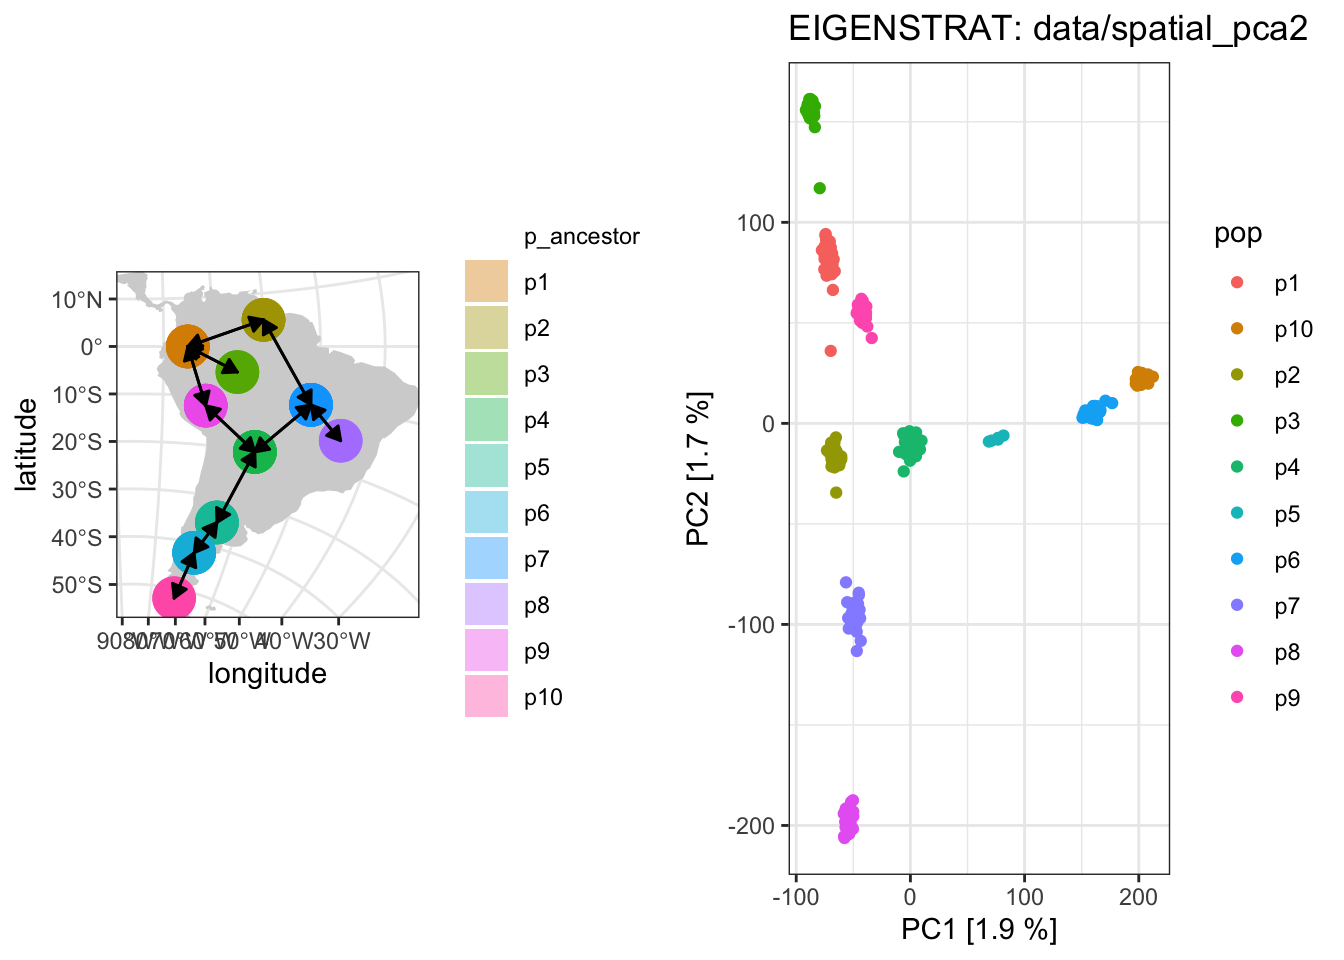 EIGENSTRAT: data/spatial_pca2
p_ancestor
p1
p2
p3
p4
p5
p6
p7
p8
p9
p10
10°N
0°
10°S
20°S
30°S
40°S
50°S
latitude
40°W
30°W
longitude
100
0
-100
-200
PC2 [1.7 %]
-100
0
100
200
PC1 [1.9 %]
pop
p1
p10
p2
p3
p4
p5
p6
p7
p8
p9